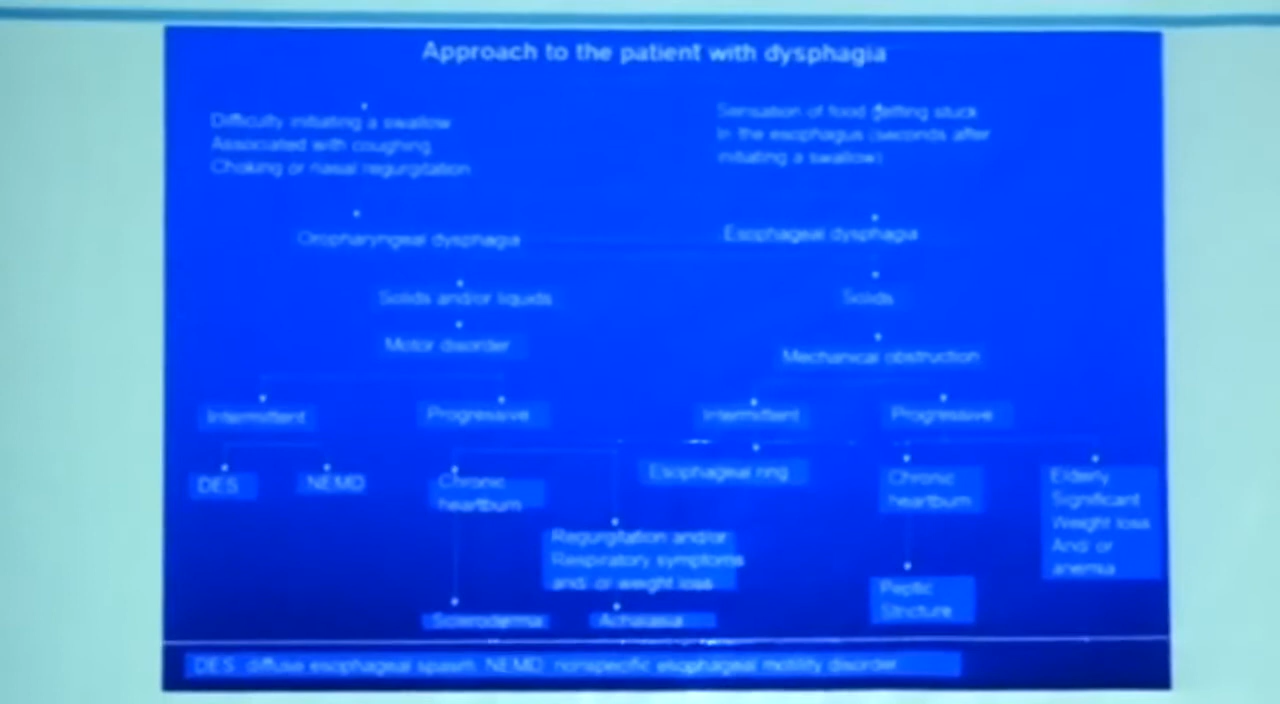 Approach to the patient with dysphagia
Difficulty initiating a swallow
Associated with coughing
Choking or nasal regurgitation
Sensation of food getting stuck
In the esophagus (seconds after
initiating a swallow)
Oropharyngeal dysphagia
Esophageal dysphagia
Solids and/or liquids
Solids
Motor disorder
Mechanical obstruction
Intermittent
Progressive
Intermittent
Progressive
DES
NEMD
Chronic
heartburn
Esophageal ring
Chronic
heartburn
Elderly
Significant
Weight loss
And/ or
anemia
Regurgitation and/or
Respiratory symptoms
and/ or weight loss
Peptic
Stricture
Scleroderma
Achalasia
DES: diffuse esophageal spasm, NEMD: nonspecific esophageal motility disorder